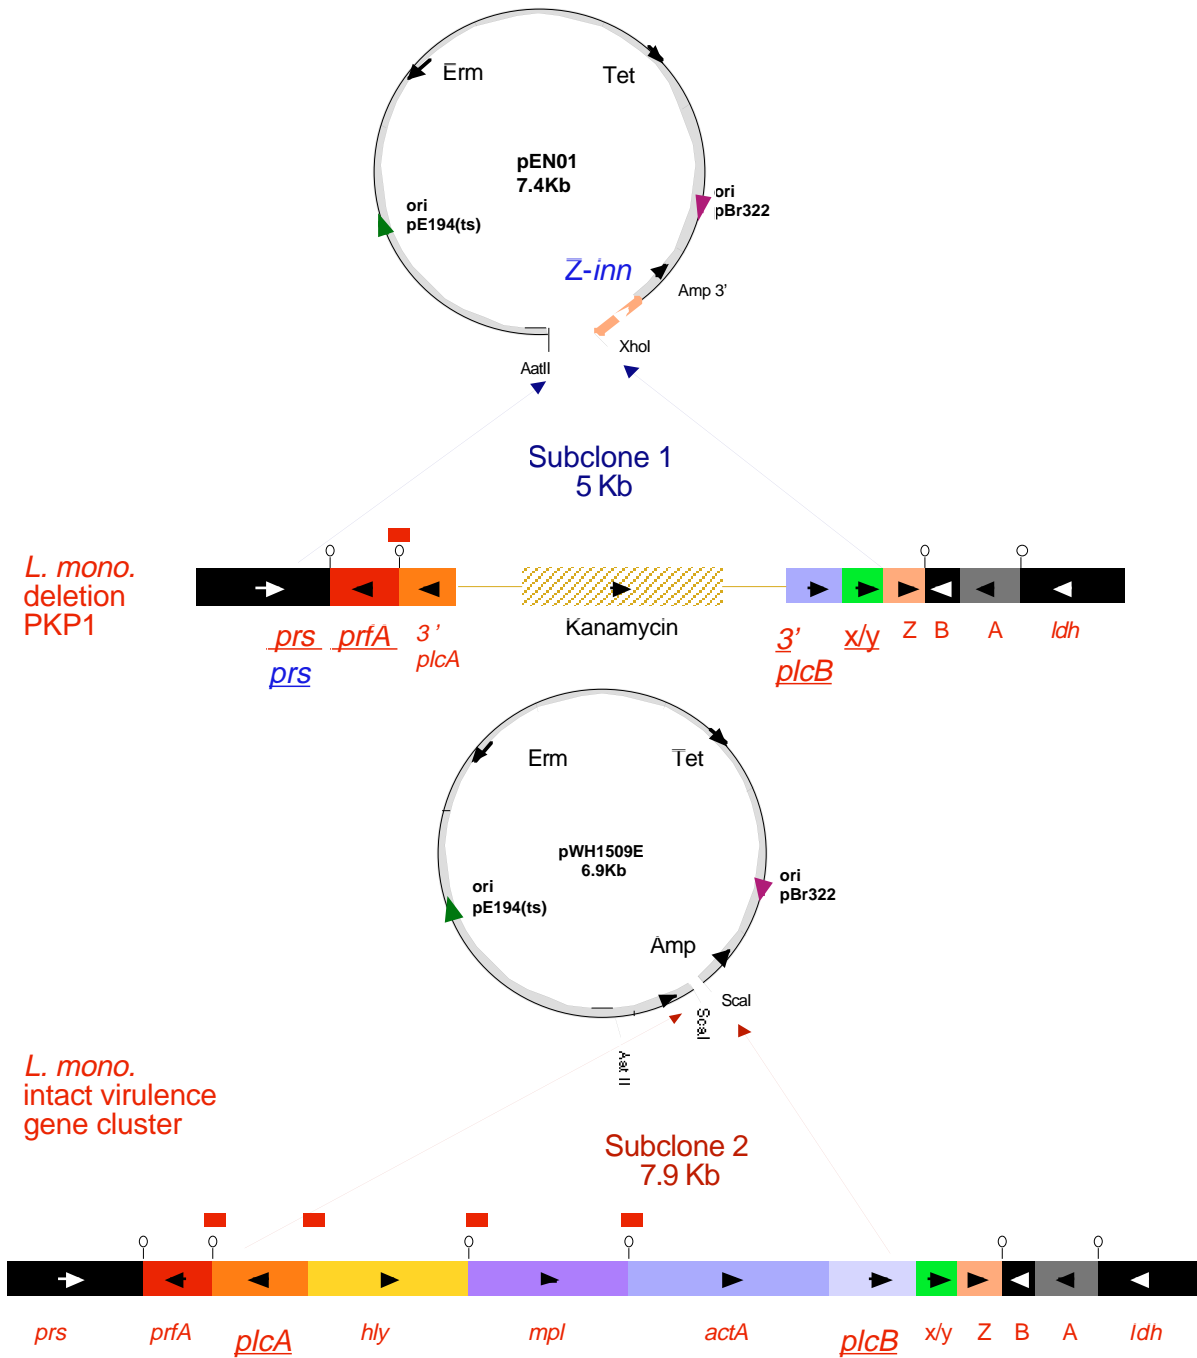 Erm
Tet
pEN01
7.4Kb
ori
pE194(ts)
ori
pBr322
Z-inn
Amp 3’
XhoI
AatII
Subclone 1
5 Kb
L. mono.
deletion
PKP1
Kanamycin
prs
prfA
3’
plcA
prs
3’
plcB
x/y
Z
B
A
ldh
Erm
Tet
pWH1509E
6.9Kb
ori
pE194(ts)
ori
pBr322
Amp
ScaI
ScaI
Aat II
L. mono.
intact virulence
gene cluster
Subclone 2
7.9 Kb
prs
prfA
plcA
hly
mpl
actA
plcB
x/y
Z
B
A
ldh